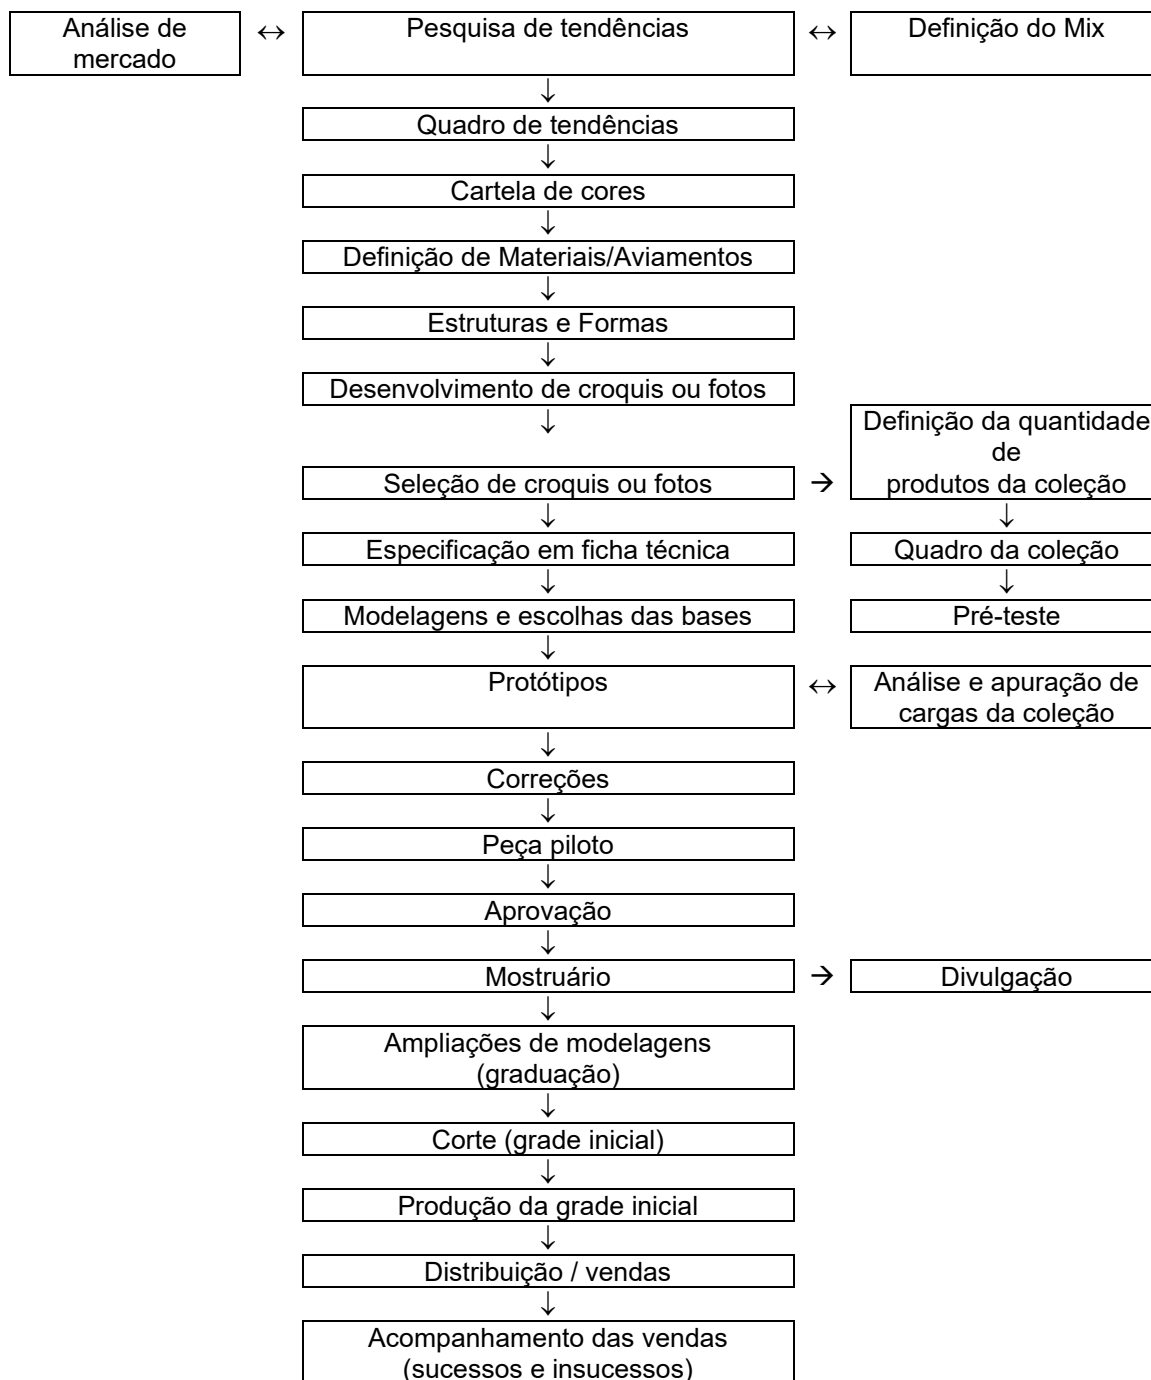 Análise de
mercado
↔
Pesquisa de tendências
↔
Definição do Mix
↓
Quadro de tendências
↓
Cartela de cores
↓
Definição de Materiais/Aviamentos
↓
Estruturas e Formas
↓
Desenvolvimento de croquis ou fotos
↓
Seleção de croquis ou fotos
→
Definição da quantidade
de
produtos da coleção
↓
↓
Especificação em ficha técnica
Quadro da coleção
↓
↓
Modelagens e escolhas das bases
Pré-teste
↓
Protótipos
↔
Análise e apuração de
cargas da coleção
↓
Correções
↓
Peça piloto
↓
Aprovação
↓
Mostruário
→
Divulgação
↓
Ampliações de modelagens
(graduação)
↓
Corte (grade inicial)
↓
Produção da grade inicial
↓
Distribuição / vendas
↓
Acompanhamento das vendas
(sucessos e insucessos)